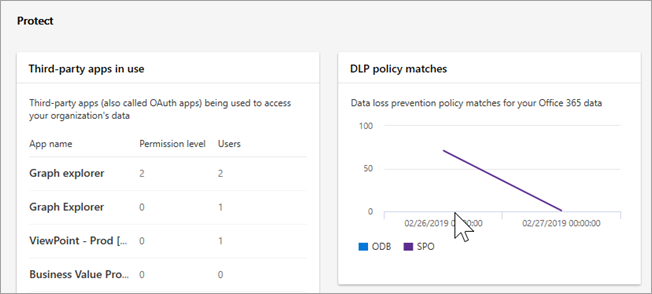 Protect
Third-party apps in use
Third-party apps (also called OAuth apps) being used to access
your organization's data
App name Permission level Users
Graph explorer 2 2
Graph Explorer 0 1
ViewPoint - Prod [... 0 1
Business Value Pro... 0 0
DLP policy matches
Data loss prevention policy matches for your Office 365 data
100
50
0
02/26/2019 00:00:00 02/27/2019 00:00:00
ODB SPO